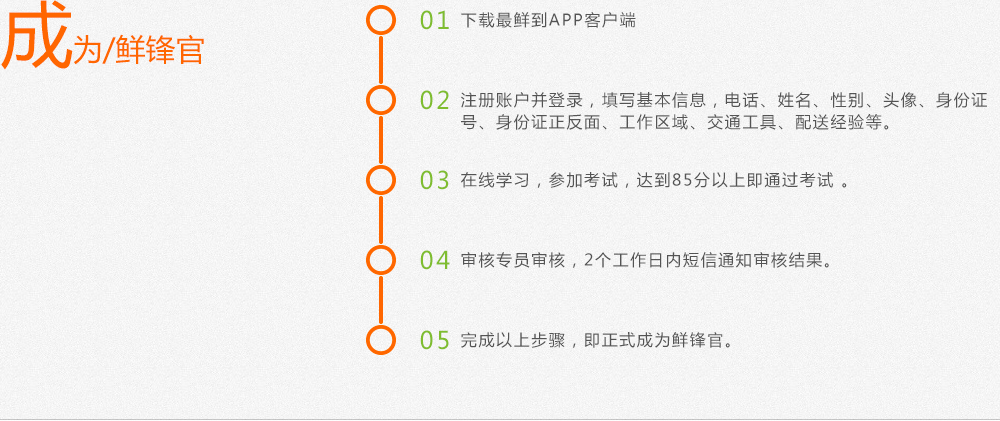 成为/鲜锋官
01 下载最鲜到APP客户端
02 注册账户并登录，填写基本信息，电话、姓名、性别、头像、身份证
号、身份证正反面、工作区域、交通工具、配送经验等。
03 在线学习，参加考试，达到85分以上即通过考试 。
04 审核专员审核，2个工作日内短信通知审核结果。
05 完成以上步骤，即正式成为鲜锋官。